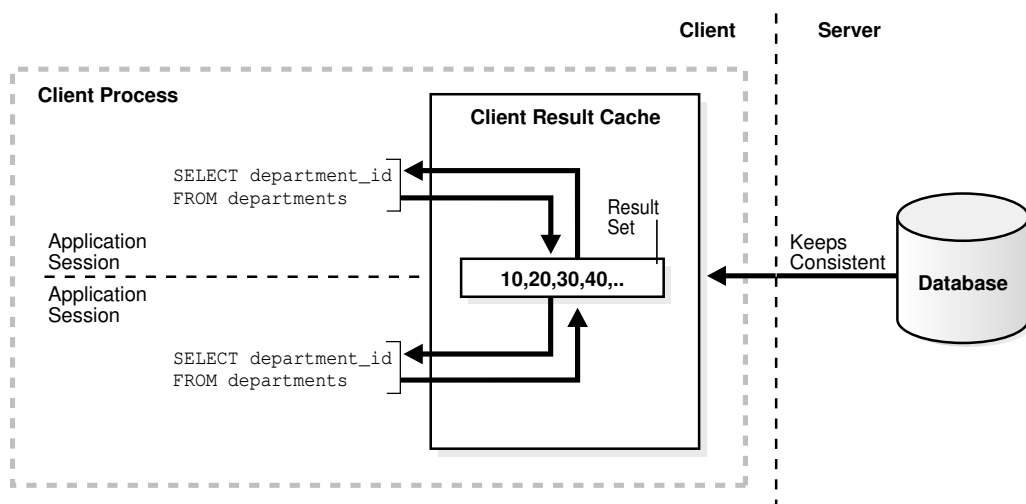 Client
Server
Client Process
Client Result Cache
SELECT department_id
FROM departments
Result
Set
Application
Session
Keeps
Consistent
10,20,30,40,..
Database
Application
Session
SELECT department_id
FROM departments